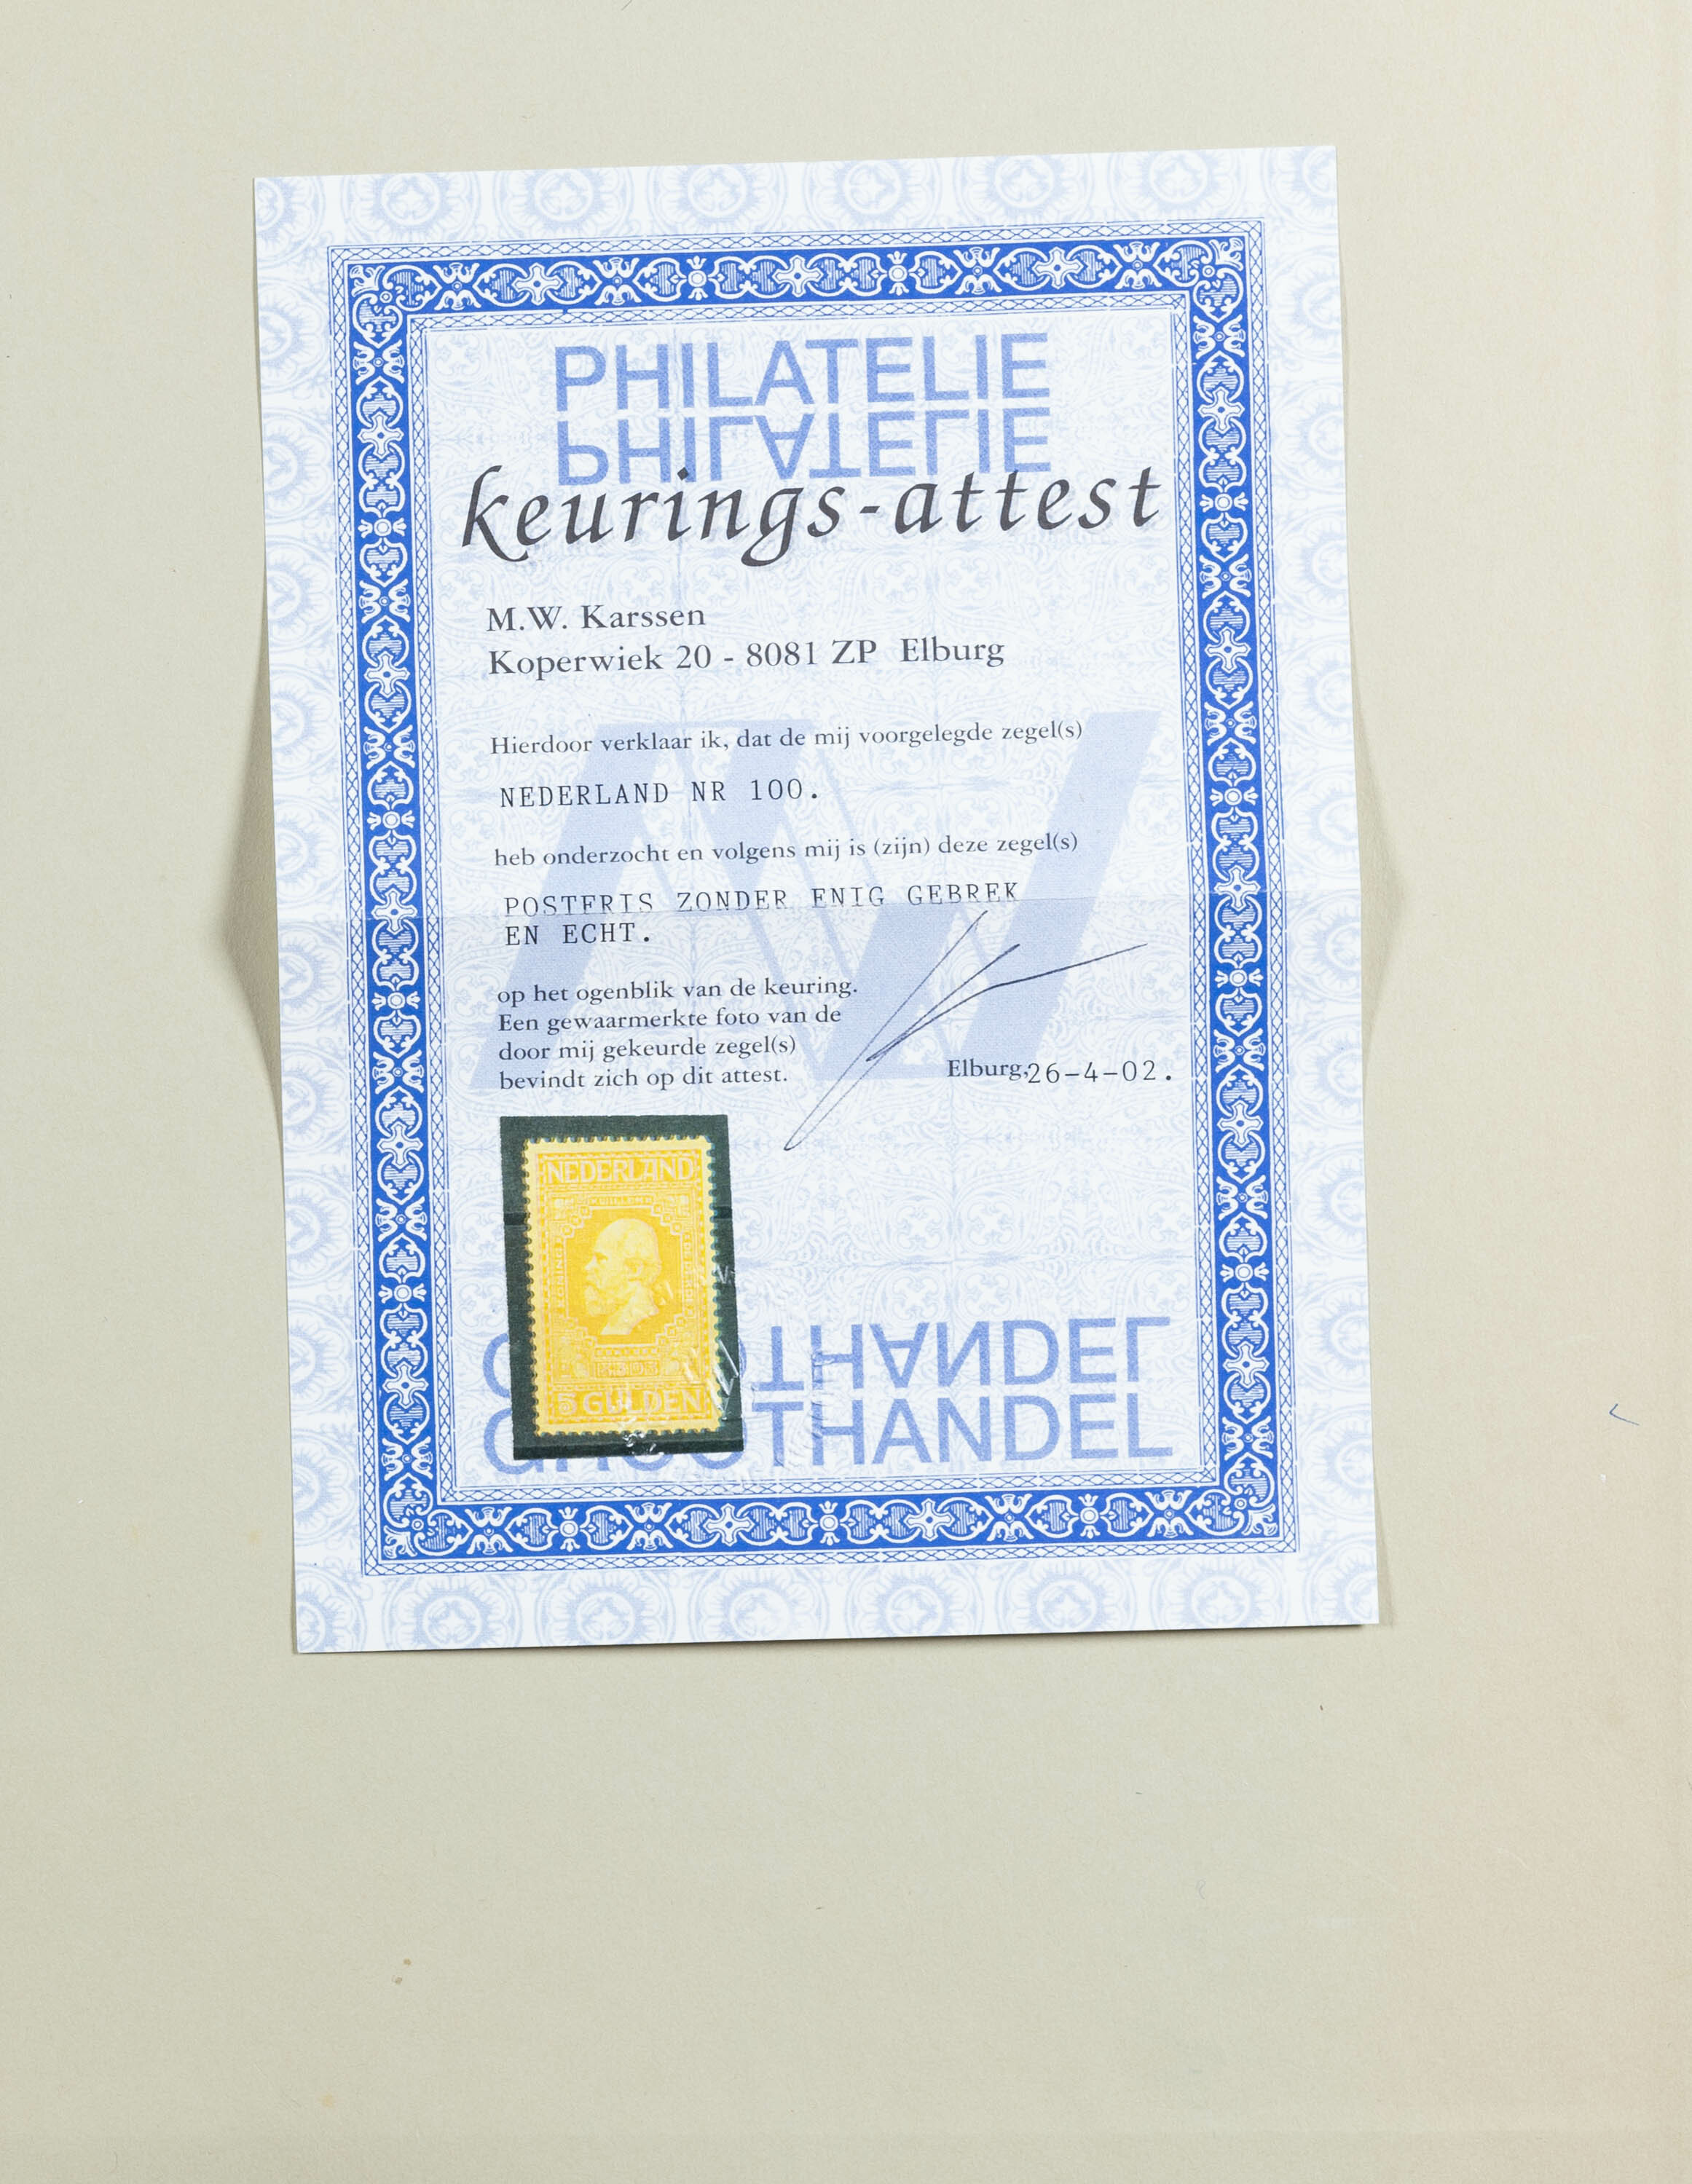 PHILATELIE
PHILATELIE
keurings-attest
M.W. Karssen
Koperwiek 20 - 8081 ZP Elburg
Hierdoor verklaar ik, dat de mij voorgelegde zegel(s)
NEDERLAND NR 100.
heb onderzocht en volgens mij is (zijn) deze zegel(s)
POSTFRIS ZONDER ENIG GEBREK
EN ECHT.
op het ogenblik van de keuring.
Een gewaarmerkte foto van de
door mij gekeurde zegel(s)
bevindt zich op dit attest.
Elburg, 26-4-02.
NEDERLAND
5 GULDEN
GROOTHANDEL
GROOTHANDEL